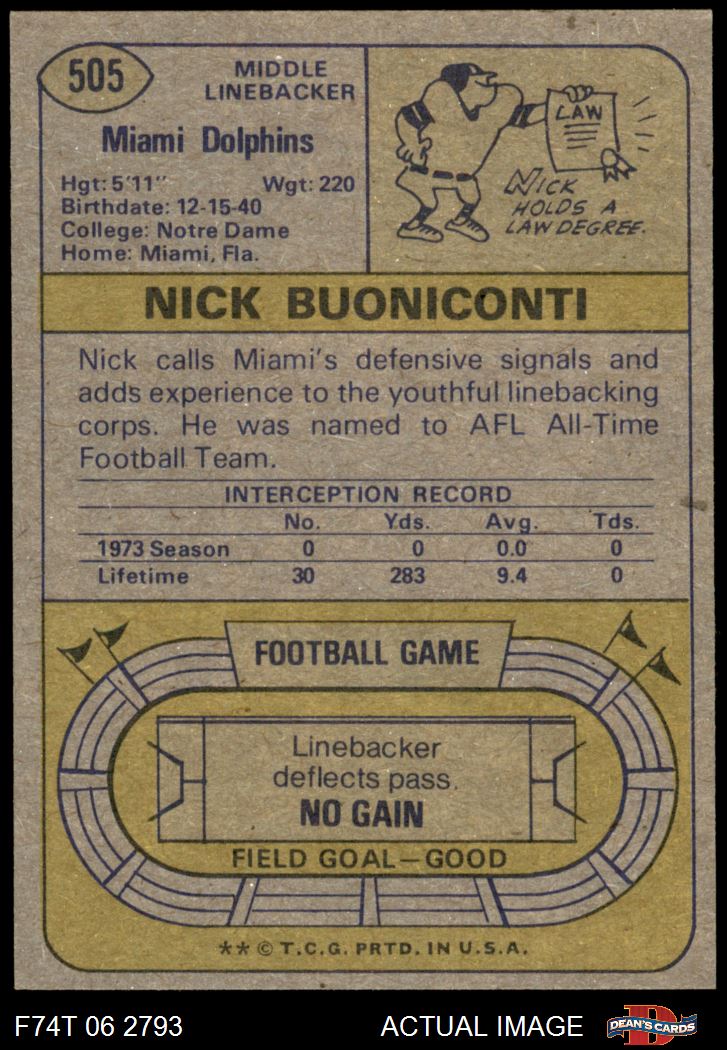 505
MIDDLE
LINEBACKER
Miami Dolphins
Hgt: 5'11" Wgt: 220
Birthdate: 12-15-40
College: Notre Dame
Home: Miami, Fla.
LAW
NICK
HOLDS A
LAW DEGREE.
NICK BUONICONTI
Nick calls Miami's defensive signals and
adds experience to the youthful linebacking
corps. He was named to AFL All-Time
Football Team.
INTERCEPTION RECORD
No. Yds. Avg. Tds.
1973 Season 0 0 0.0 0
Lifetime 30 283 9.4 0
FOOTBALL GAME
Linebacker
deflects pass.
NO GAIN
FIELD GOAL—GOOD
** © T.C.G. PRTD. IN U.S.A.
F74T 06 2793 ACTUAL IMAGE
D
DEAN'S CARDS